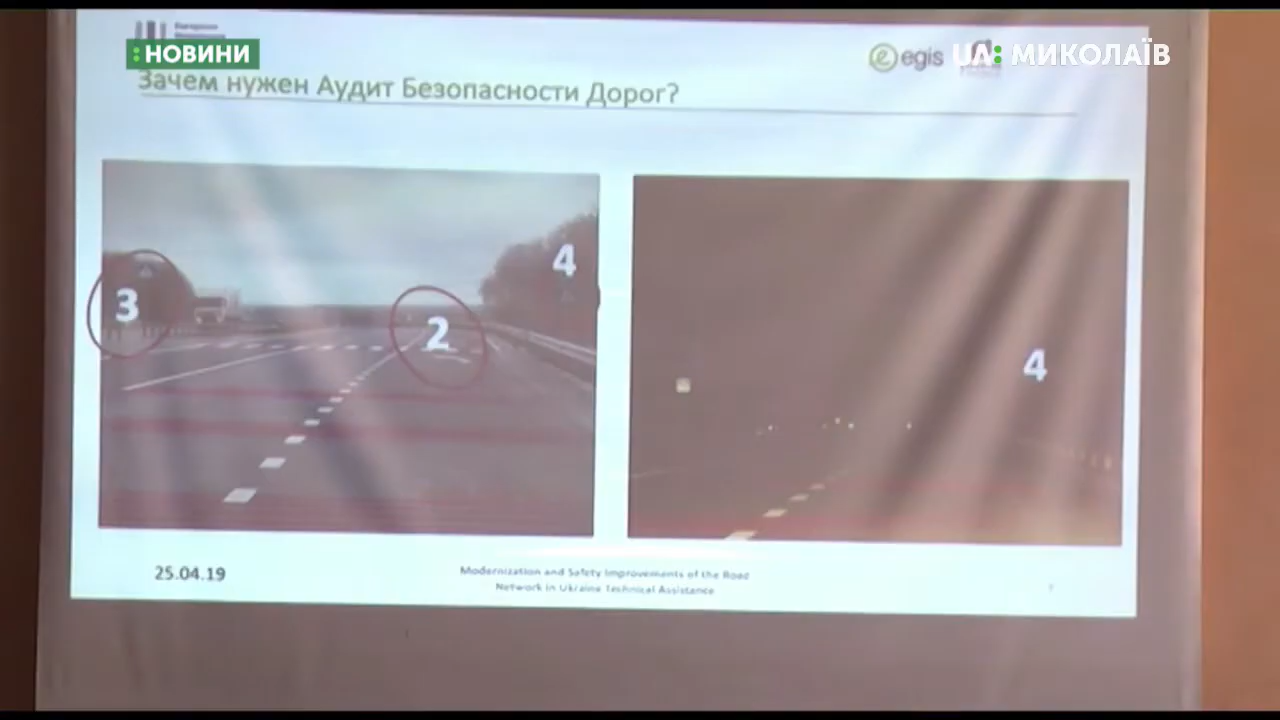 НОВИНИ
egis
UA: МИКОЛАЇВ
Зачем нужен Аудит Безопасности Дорог?
3
2
4
4
25.04.19
Modernization and Safety Improvements of the Road
Network in Ukraine Technical Assistance